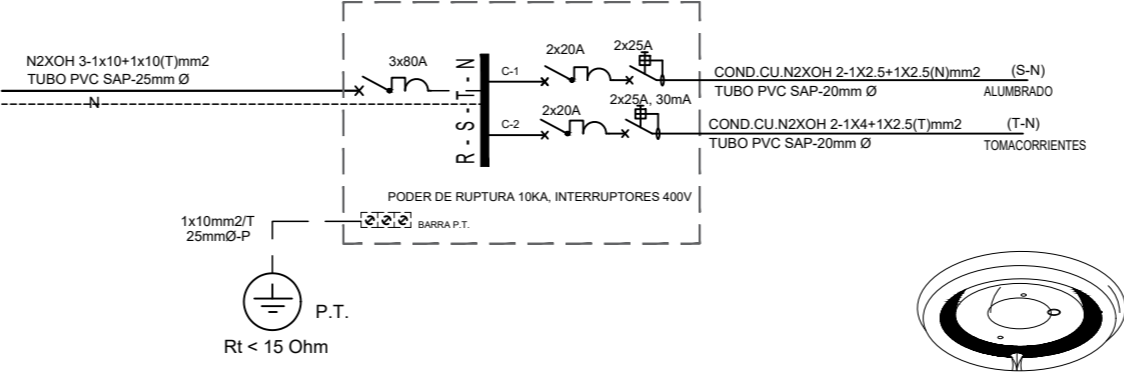 N2XOH 3-1x10+1x10(T)mm2
TUBO PVC SAP-25mm Ø
N
3x80A
R - S - T - N
C-1
2x20A
2x25A
COND.CU.N2XOH 2-1X2.5+1X2.5(N)mm2
TUBO PVC SAP-20mm Ø
(S-N)
ALUMBRADO
C-2
2x20A
2x25A, 30mA
COND.CU.N2XOH 2-1X4+1X2.5(T)mm2
TUBO PVC SAP-20mm Ø
(T-N)
TOMACORRIENTES
PODER DE RUPTURA 10KA, INTERRUPTORES 400V
1x10mm2/T
25mmØ-P
BARRA P.T.
P.T.
Rt < 15 Ohm